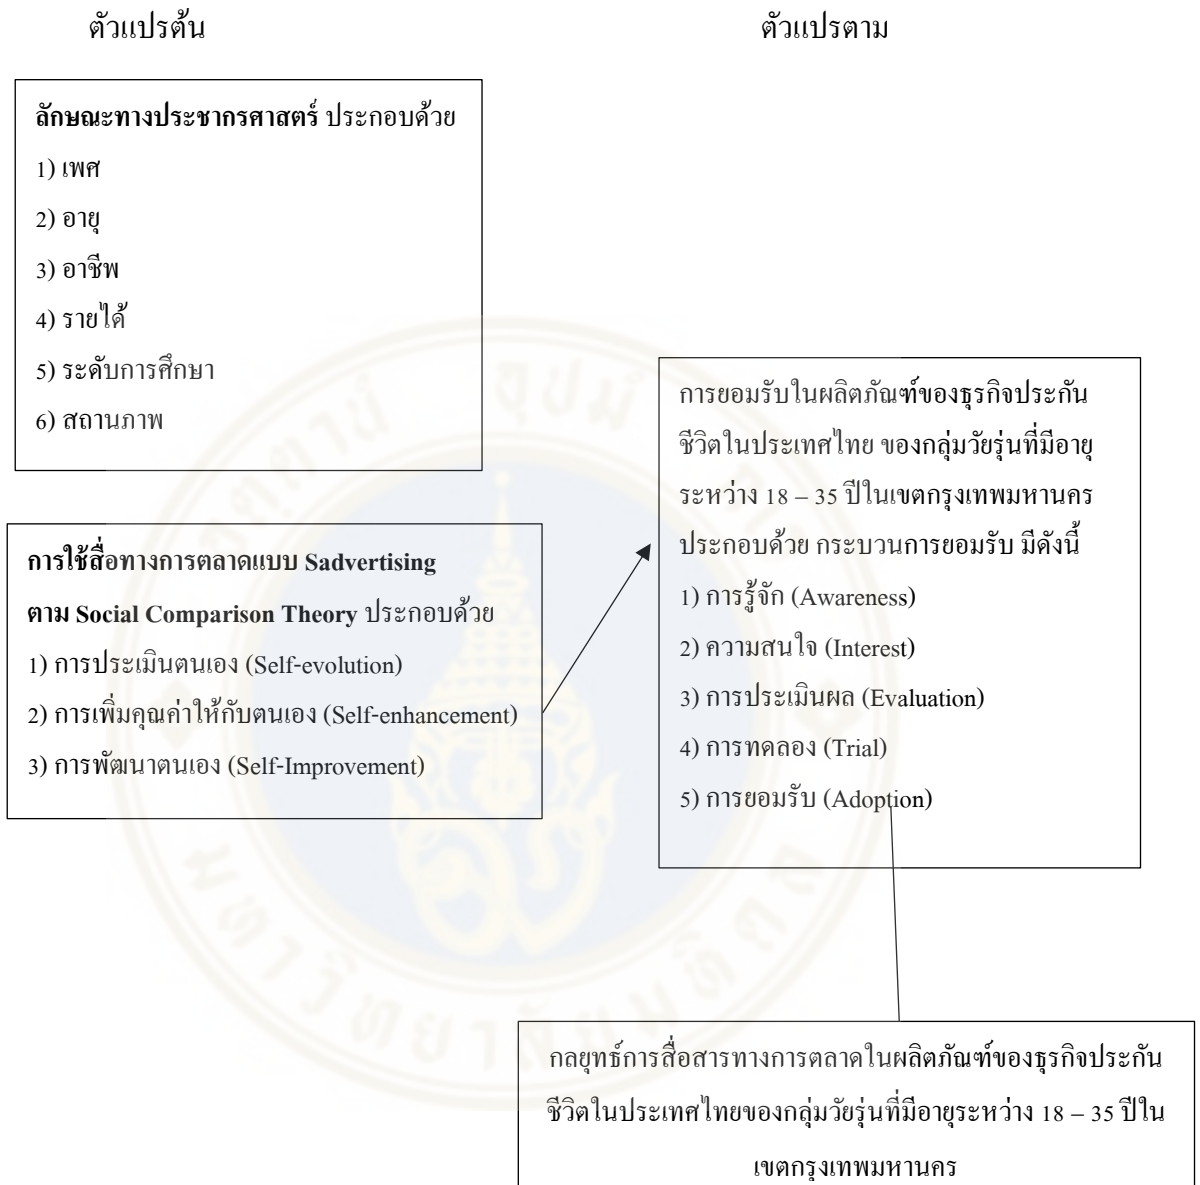 ตัวแปรต้น
ตัวแปรตาม
ลักษณะทางประชากรศาสตร์ ประกอบด้วย
1) เพศ
2) อายุ
3) อาชีพ
4) รายได้
5) ระดับการศึกษา
6) สถานภาพ
การใช้สื่อทางการตลาดแบบ Sadvertising
ตาม Social Comparison Theory ประกอบด้วย
1) การประเมินตนเอง (Self-evolution)
2) การเพิ่มคุณค่าให้กับตนเอง (Self-enhancement)
3) การพัฒนาตนเอง (Self-Improvement)
การยอมรับในผลิตภัณฑ์ของธุรกิจประกัน
ชีวิตในประเทศไทย ของกลุ่มวัยรุ่นที่มีอายุ
ระหว่าง 18 – 35 ปีในเขตกรุงเทพมหานคร
ประกอบด้วย กระบวนการยอมรับ มีดังนี้
1) การรู้จัก (Awareness)
2) ความสนใจ (Interest)
3) การประเมินผล (Evaluation)
4) การทดลอง (Trial)
5) การยอมรับ (Adoption)
กลยุทธ์การสื่อสารทางการตลาดในผลิตภัณฑ์ของธุรกิจประกัน
ชีวิตในประเทศไทยของกลุ่มวัยรุ่นที่มีอายุระหว่าง 18 – 35 ปีใน
เขตกรุงเทพมหานคร
มหาวิทยาลัยมหิดล